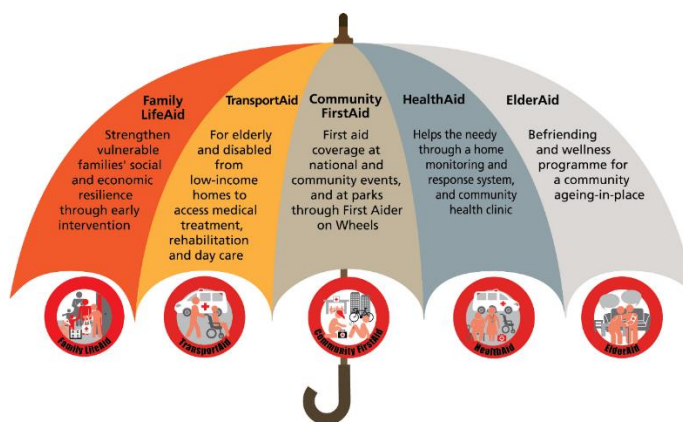 Family
LifeAid
Strengthen
vulnerable
families' social
and economic
resilience
through early
intervention
TransportAid
For elderly
and disabled
from
low-income
homes to
access medical
treatment,
rehabilitation
and day care
Community
FirstAid
First aid
coverage at
national and
community events,
and at parks
through First Aider
on Wheels
HealthAid
Helps the needy
through a home
monitoring and
response system,
and community
health clinic
ElderAid
Befriending
and wellness
programme for
a community
ageing-in-place
Family LifeAid
TransportAid
Community FirstAid
HealthAid
ElderAid